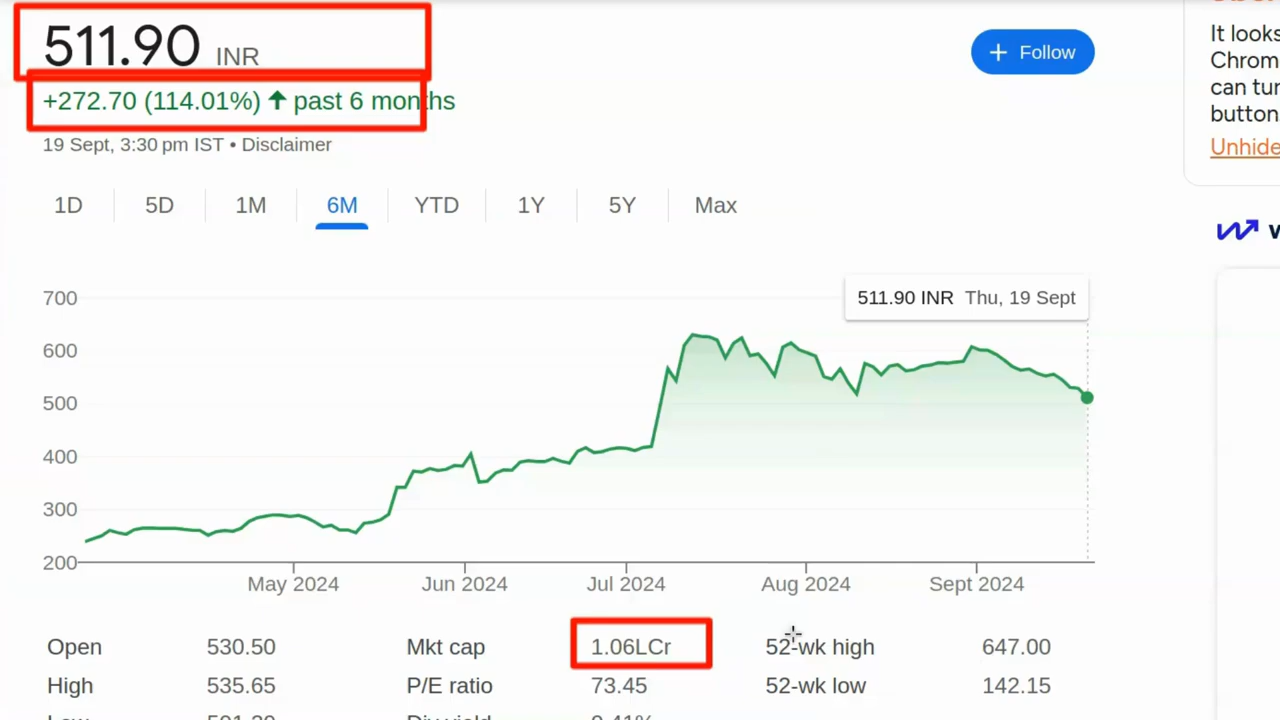 511.90 INR
+ Follow
+272.70 (114.01%) ↑ past 6 months
19 Sept, 3:30 pm IST • Disclaimer
It looks
Chrom
can tur
button
Unhide
1D 5D 1M 6M YTD 1Y 5Y Max
511.90 INR Thu, 19 Sept
700
600
500
400
300
200
May 2024 Jun 2024 Jul 2024 Aug 2024 Sept 2024
Open 530.50 Mkt cap 1.06LCr 52-wk high 647.00
High 535.65 P/E ratio 73.45 52-wk low 142.15